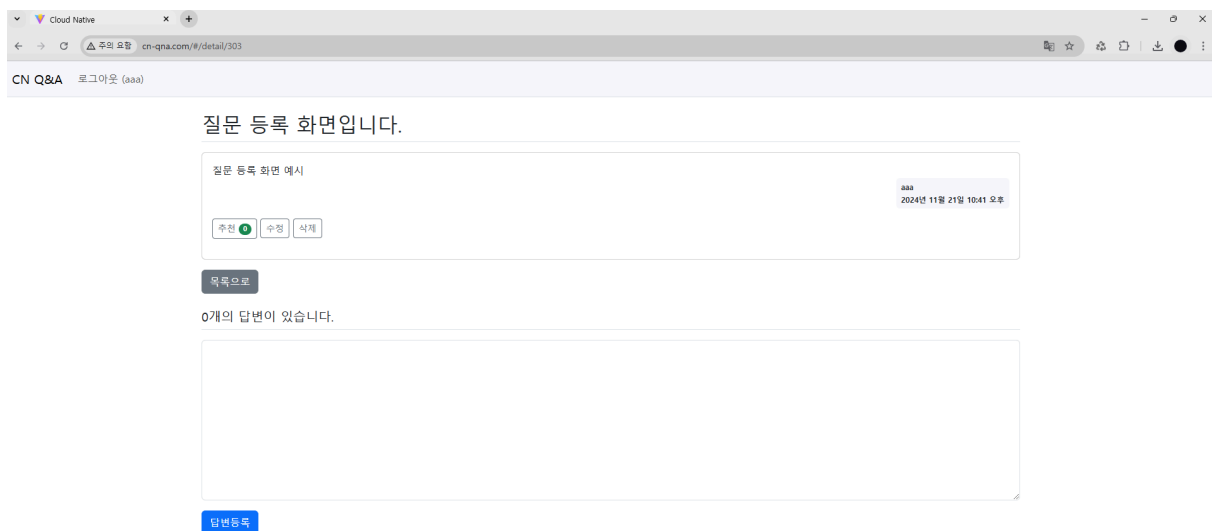 Cloud Native
주의 요함 cn-qna.com/#/detail/303
CN Q&A 로그아웃 (aaa)
질문 등록 화면입니다.
질문 등록 화면 예시
aaa
2024년 11월 21일 10:41 오후
추천 0 수정 삭제
목록으로
0개의 답변이 있습니다.
답변등록